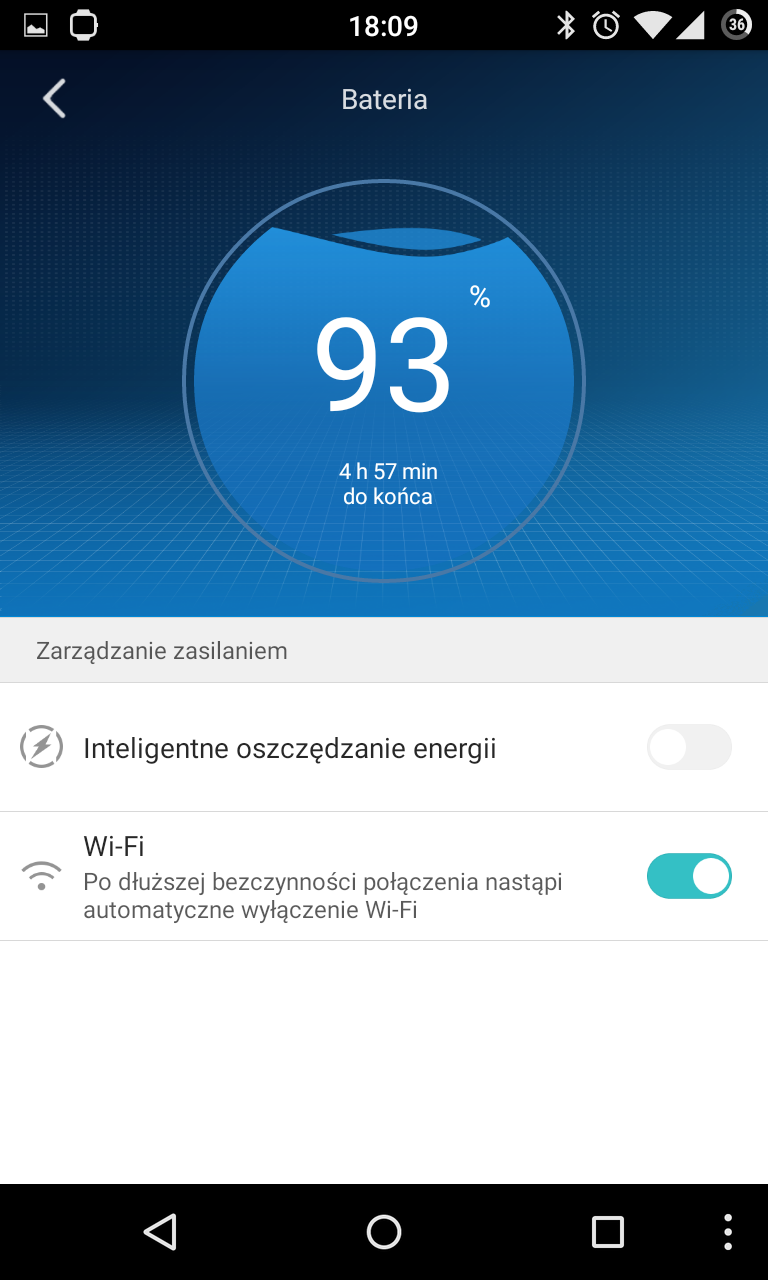 18:09
36
Bateria
93 %
4 h 57 min
do końca
Zarządzanie zasilaniem
Inteligentne oszczędzanie energii
Wi-Fi
Po dłuższej bezczynności połączenia nastąpi
automatyczne wyłączenie Wi-Fi